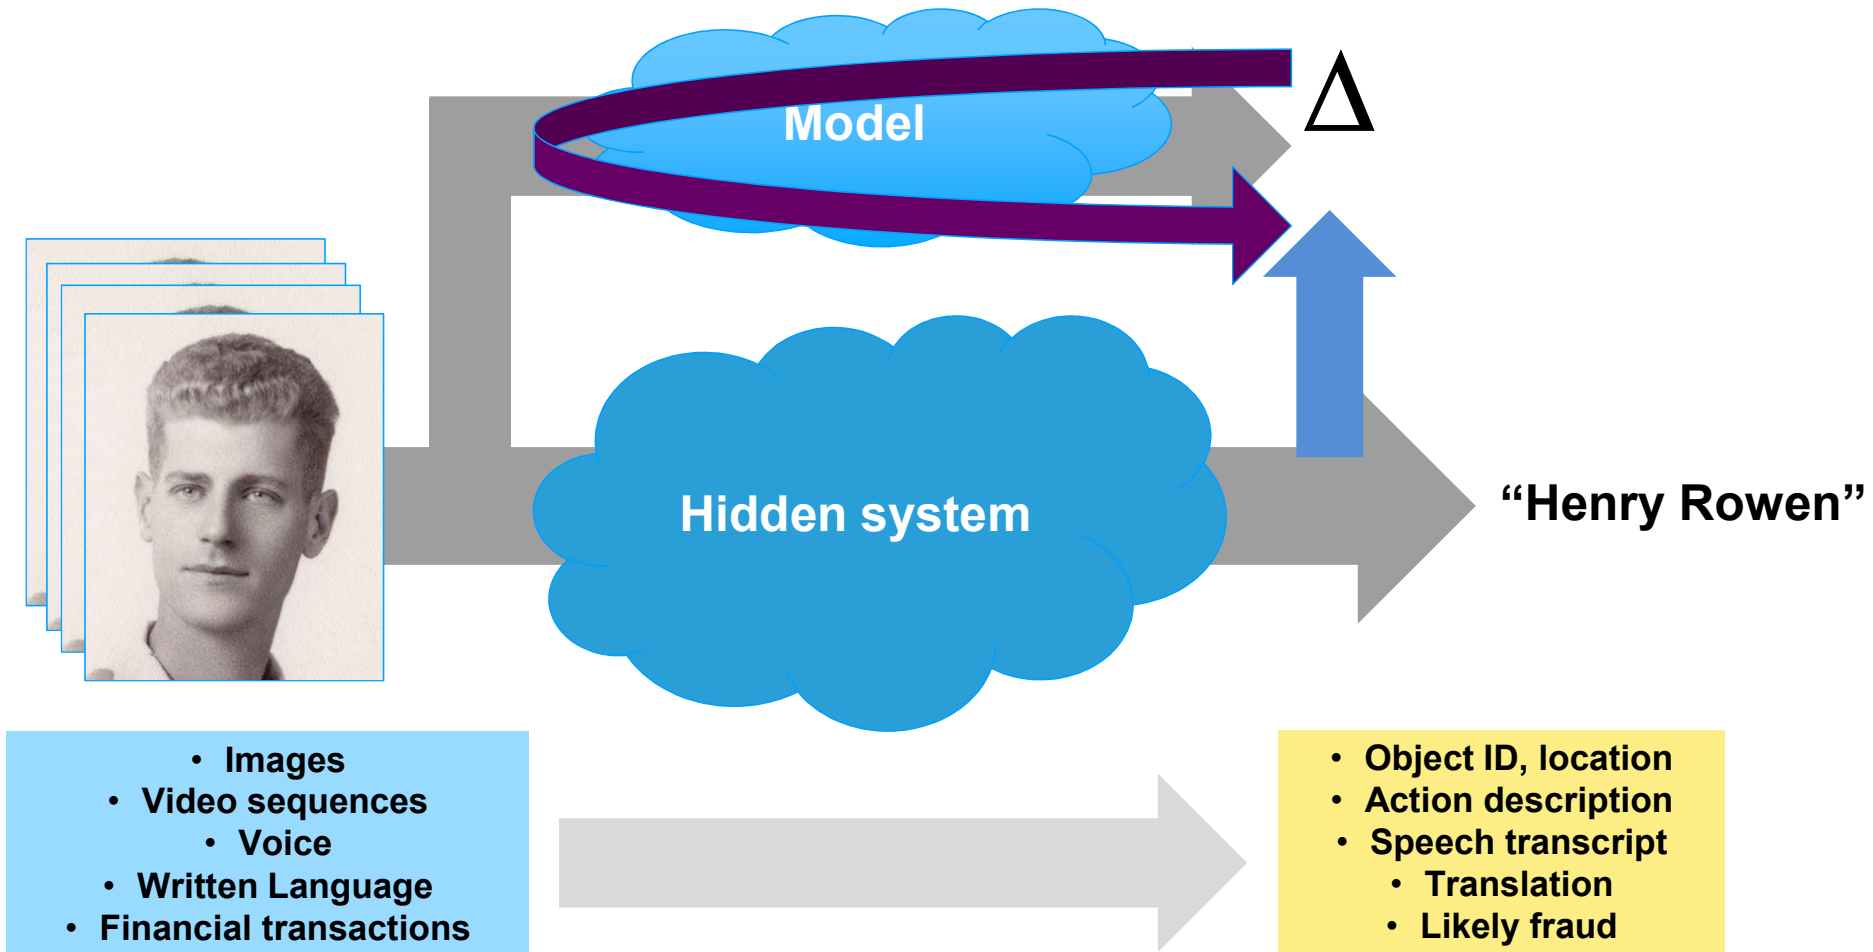 Model
Δ
Hidden system
“Henry Rowen”
• Images
• Video sequences
• Voice
• Written Language
• Financial transactions
• Object ID, location
• Action description
• Speech transcript
• Translation
• Likely fraud